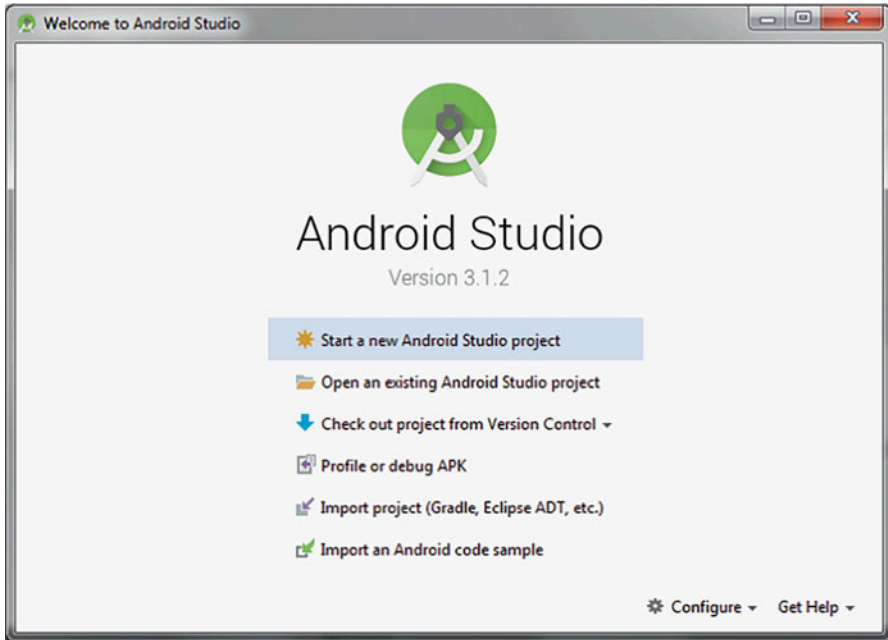 Welcome to Android Studio
Android Studio
Version 3.1.2
Start a new Android Studio project
Open an existing Android Studio project
Check out project from Version Control
Profile or debug APK
Import project (Gradle, Eclipse ADT, etc.)
Import an Android code sample
Configure
Get Help